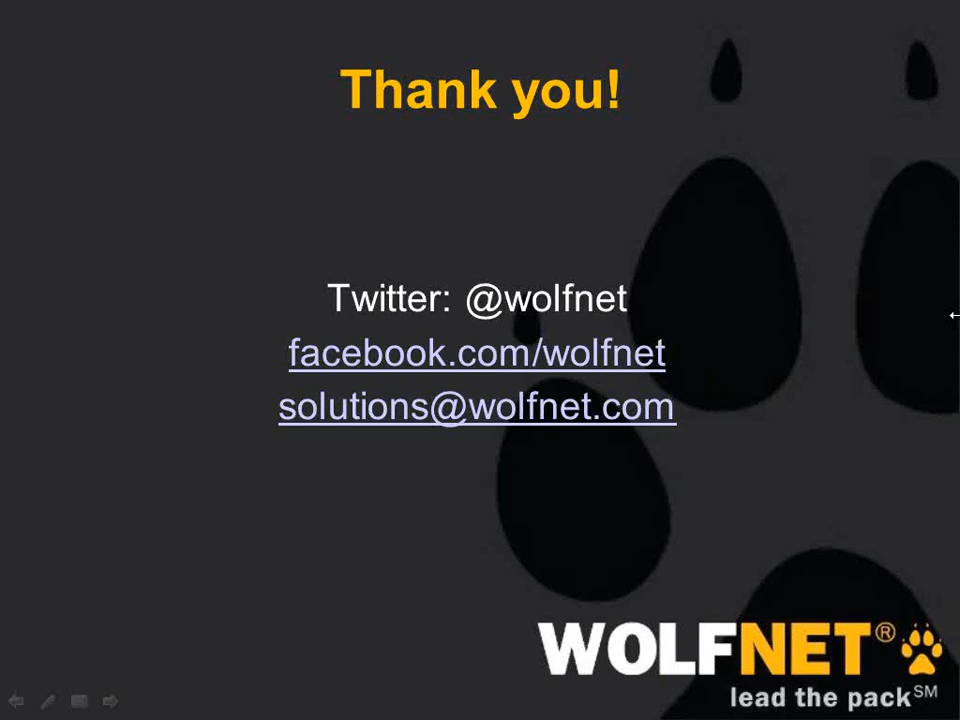 Thank you!
Twitter: @wolfnet
facebook.com/wolfnet
solutions@wolfnet.com
WOLFNET®
lead the pack℠